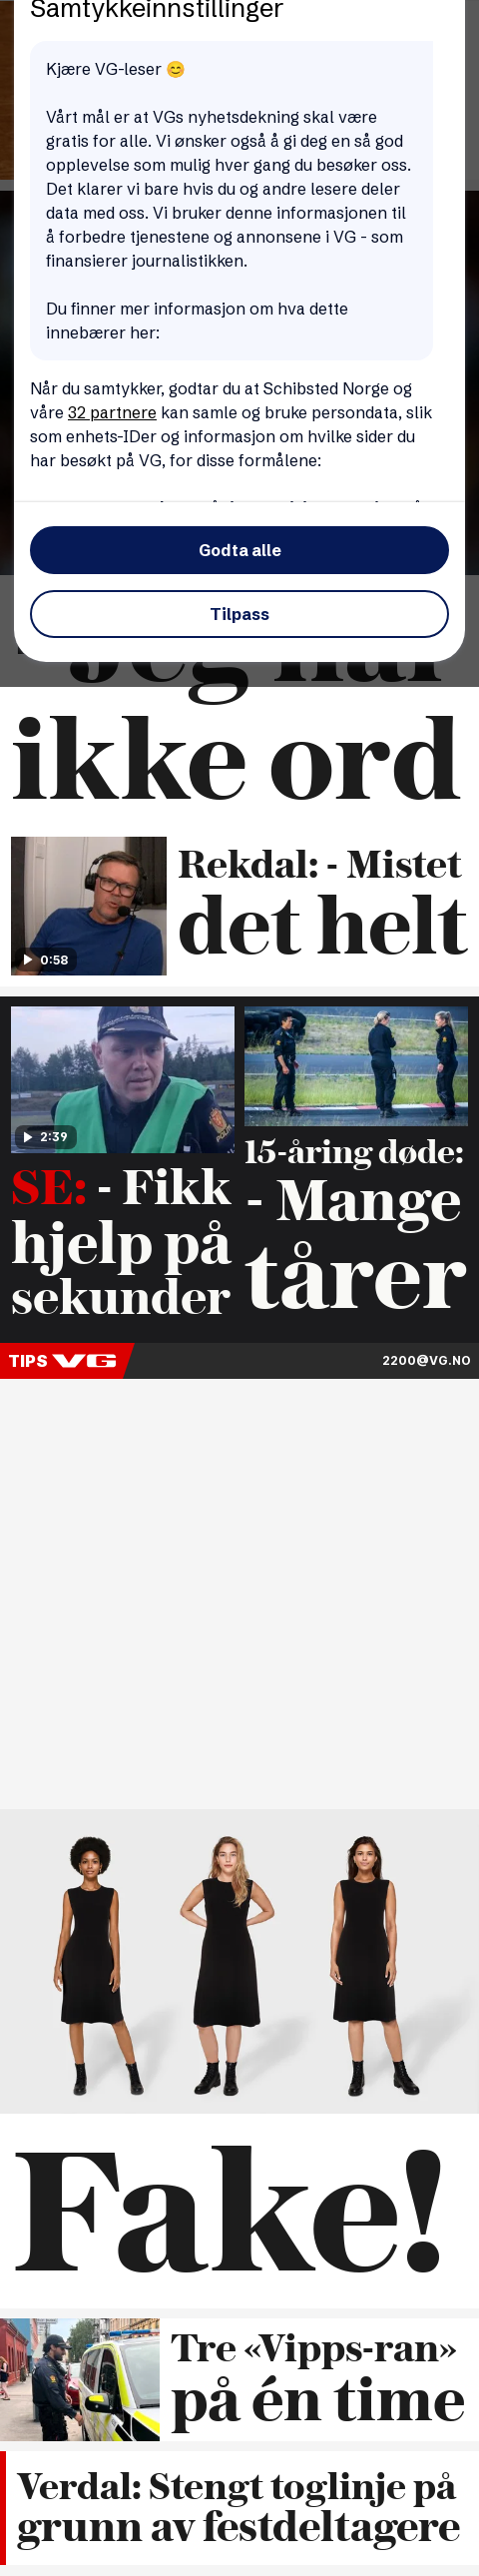 Samtykkeinnstillinger
Kjære VG-leser 😊
Vårt mål er at VGs nyhetsdekning skal være
gratis for alle. Vi ønsker også å gi deg en så god
opplevelse som mulig hver gang du besøker oss.
Det klarer vi bare hvis du og andre lesere deler
data med oss. Vi bruker denne informasjonen til
å forbedre tjenestene og annonsene i VG - som
finansierer journalistikken.
Du finner mer informasjon om hva dette
innebærer her:
Når du samtykker, godtar du at Schibsted Norge og
våre 32 partnere kan samle og bruke persondata, slik
som enhets-IDer og informasjon om hvilke sider du
har besøkt på VG, for disse formålene:
Godta alle
Tilpass
- Jeg har
ikke ord
Rekdal: - Mistet
det helt
0:58
2:39
SE: - Fikk
hjelp på
sekunder
15-åring døde:
- Mange
tårer
TIPS VG
2200@VG.NO
Fake!
Tre «Vipps-ran»
på én time
Verdal: Stengt toglinje på
grunn av festdeltagere